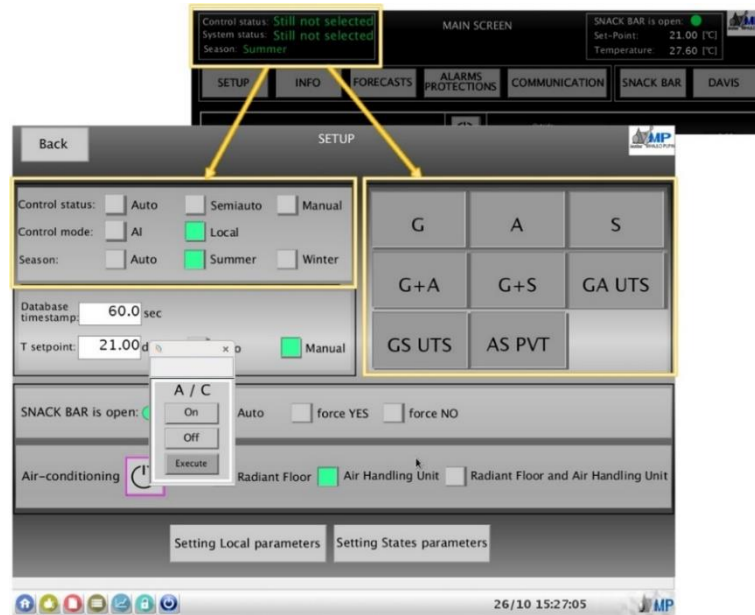 Control status: Still not selected
System status: Still not selected
Season: Summer
MAIN SCREEN
SNACK BAR is open:
Set-Point: 21.00 [°C]
Temperature: 27.60 [°C]
SETUP INFO FORECASTS ALARMS PROTECTIONS COMMUNICATION SNACK BAR DAVIS
Back
SETUP
MP
Control status: Auto Semiauto Manual
Control mode: AI Local
Season: Auto Summer Winter
G A S
G+A G+S GA UTS
GS UTS AS PVT
Database timestamp: 60.0 sec
T setpoint: 21.00 Manual
A / C
On
Off
Execute
SNACK BAR is open: Auto force YES force NO
Air-conditioning Radiant Floor Air Handling Unit Radiant Floor and Air Handling Unit
Setting Local parameters Setting States parameters
26/10 15:27:05
MP